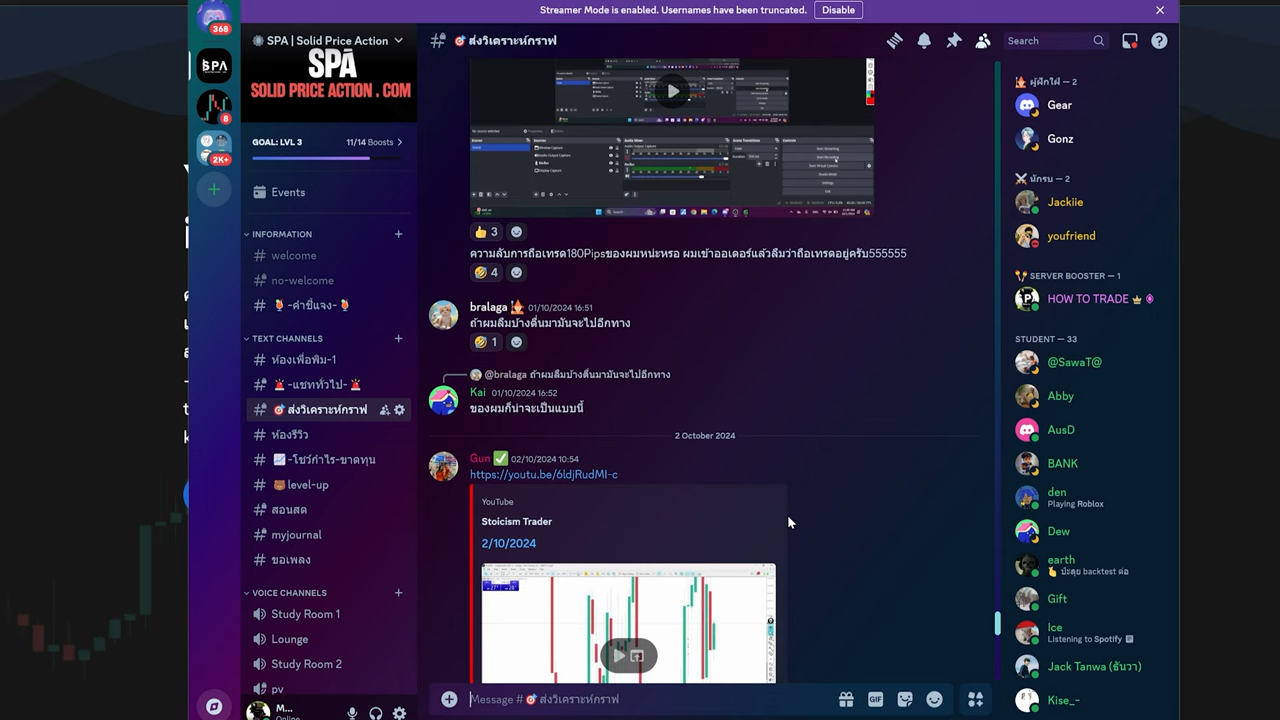 Streamer Mode is enabled. Usernames have been truncated. Disable
368
SPA
8
2K+
SPA | Solid Price Action
SPA
SOLID PRICE ACTION . COM
GOAL: LVL 3 11/14 Boosts
Events
INFORMATION
welcome
no-welcome
-คำชี้แจง-
TEXT CHANNELS
ห้องเพื่อพิม-1
-แชททั่วไป-
ส่งวิเคราะห์กราฟ
ห้องรีวิว
-โชว์กำไร-ขาดทุน
level-up
สอนสด
myjournal
ขอเพลง
VOICE CHANNELS
Study Room 1
Lounge
Study Room 2
pv
M...
Online
ส่งวิเคราะห์กราฟ
Search
3
ความลับการถือเทรด180Pipsของผมหน่ะหรอ ผมเข้าออเดอร์แล้วลืมว่าถือเทรดอยู่ครับ555555
4
bralaga 01/10/2024 16:51
ถ้าผมลืมบ้างตื่นมามันจะไปอีกทาง
1
@bralaga ถ้าผมลืมบ้างตื่นมามันจะไปอีกทาง
Kai 01/10/2024 16:52
ของผมก็น่าจะเป็นแบบนี้
2 October 2024
Gun 02/10/2024 10:54
https://youtu.be/6ldjRudMI-c
YouTube
Stoicism Trader
2/10/2024
Message # ส่งวิเคราะห์กราฟ
GIF
ผู้ฝึกใฝ่ – 2
Gear
Gonz
นักรบ – 2
Jackiie
youfriend
SERVER BOOSTER – 1
HOW TO TRADE
STUDENT – 33
@SawaT@
Abby
AusD
BANK
den
Playing Roblox
Dew
earth
ประตูย backtest ต่อ
Gift
Ice
Listening to Spotify
Jack Tanwa (ธันวา)
Kise_-